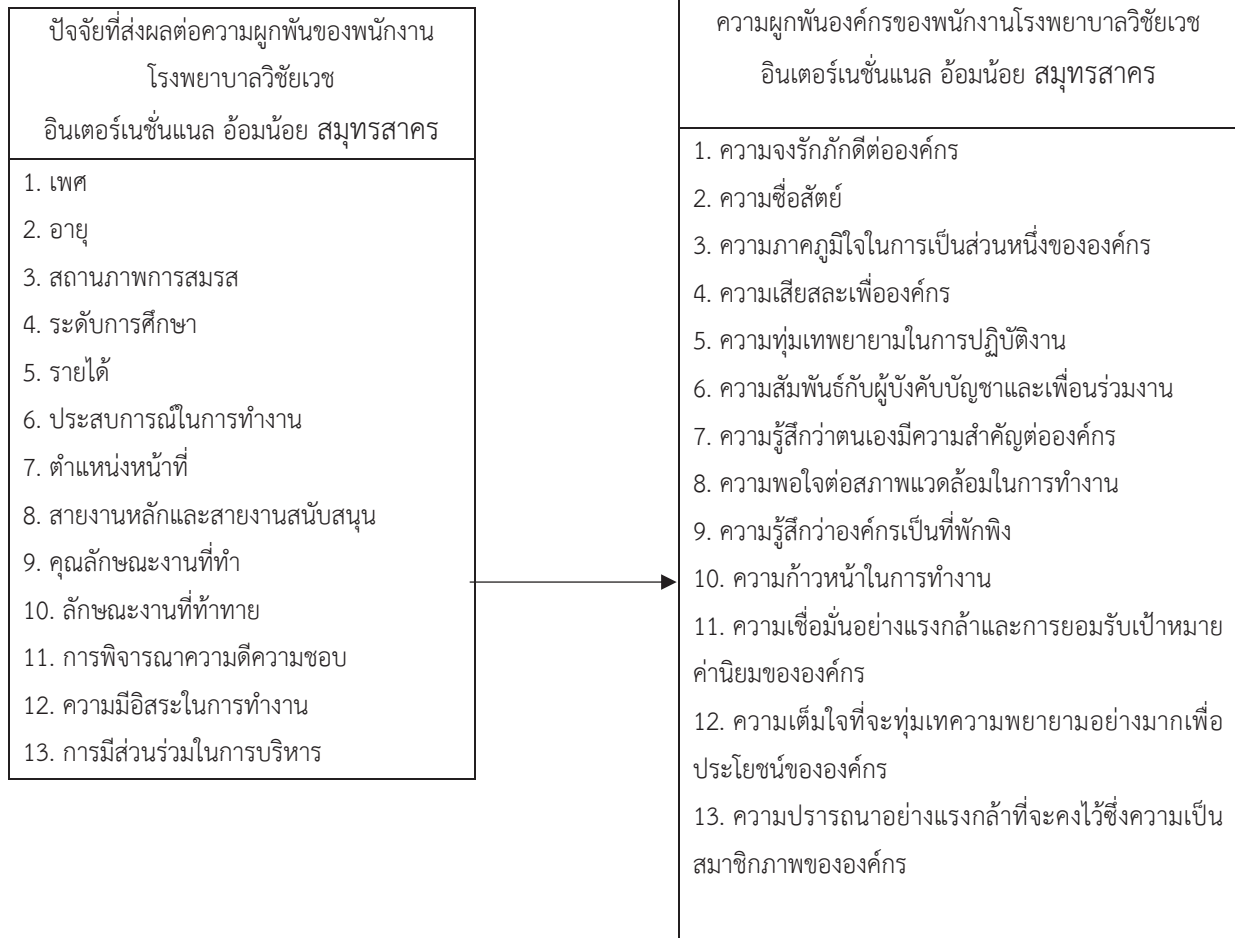 ปัจจัยที่ส่งผลต่อความผูกพันของพนักงาน
โรงพยาบาลวิชัยเวช
อินเตอร์เนชั่นแนล อ้อมน้อย สมุทรสาคร
1. เพศ
2. อายุ
3. สถานภาพการสมรส
4. ระดับการศึกษา
5. รายได้
6. ประสบการณ์ในการทำงาน
7. ตำแหน่งหน้าที่
8. สายงานหลักและสายงานสนับสนุน
9. คุณลักษณะงานที่ทำ
10. ลักษณะงานที่ท้าทาย
11. การพิจารณาความดีความชอบ
12. ความมีอิสระในการทำงาน
13. การมีส่วนร่วมในการบริหาร
ความผูกพันองค์กรของพนักงานโรงพยาบาลวิชัยเวช
อินเตอร์เนชั่นแนล อ้อมน้อย สมุทรสาคร
1. ความจงรักภักดีต่อองค์กร
2. ความซื่อสัตย์
3. ความภาคภูมิใจในการเป็นส่วนหนึ่งขององค์กร
4. ความเสียสละเพื่อองค์กร
5. ความทุ่มเทพยายามในการปฏิบัติงาน
6. ความสัมพันธ์กับผู้บังคับบัญชาและเพื่อนร่วมงาน
7. ความรู้สึกว่าตนเองมีความสำคัญต่อองค์กร
8. ความพอใจต่อสภาพแวดล้อมในการทำงาน
9. ความรู้สึกว่าองค์กรเป็นที่พักพิง
10. ความก้าวหน้าในการทำงาน
11. ความเชื่อมั่นอย่างแรงกล้าและการยอมรับเป้าหมาย
ค่านิยมขององค์กร
12. ความเต็มใจที่จะทุ่มเทความพยายามอย่างมากเพื่อ
ประโยชน์ขององค์กร
13. ความปรารถนาอย่างแรงกล้าที่จะคงไว้ซึ่งความเป็น
สมาชิกภาพขององค์กร